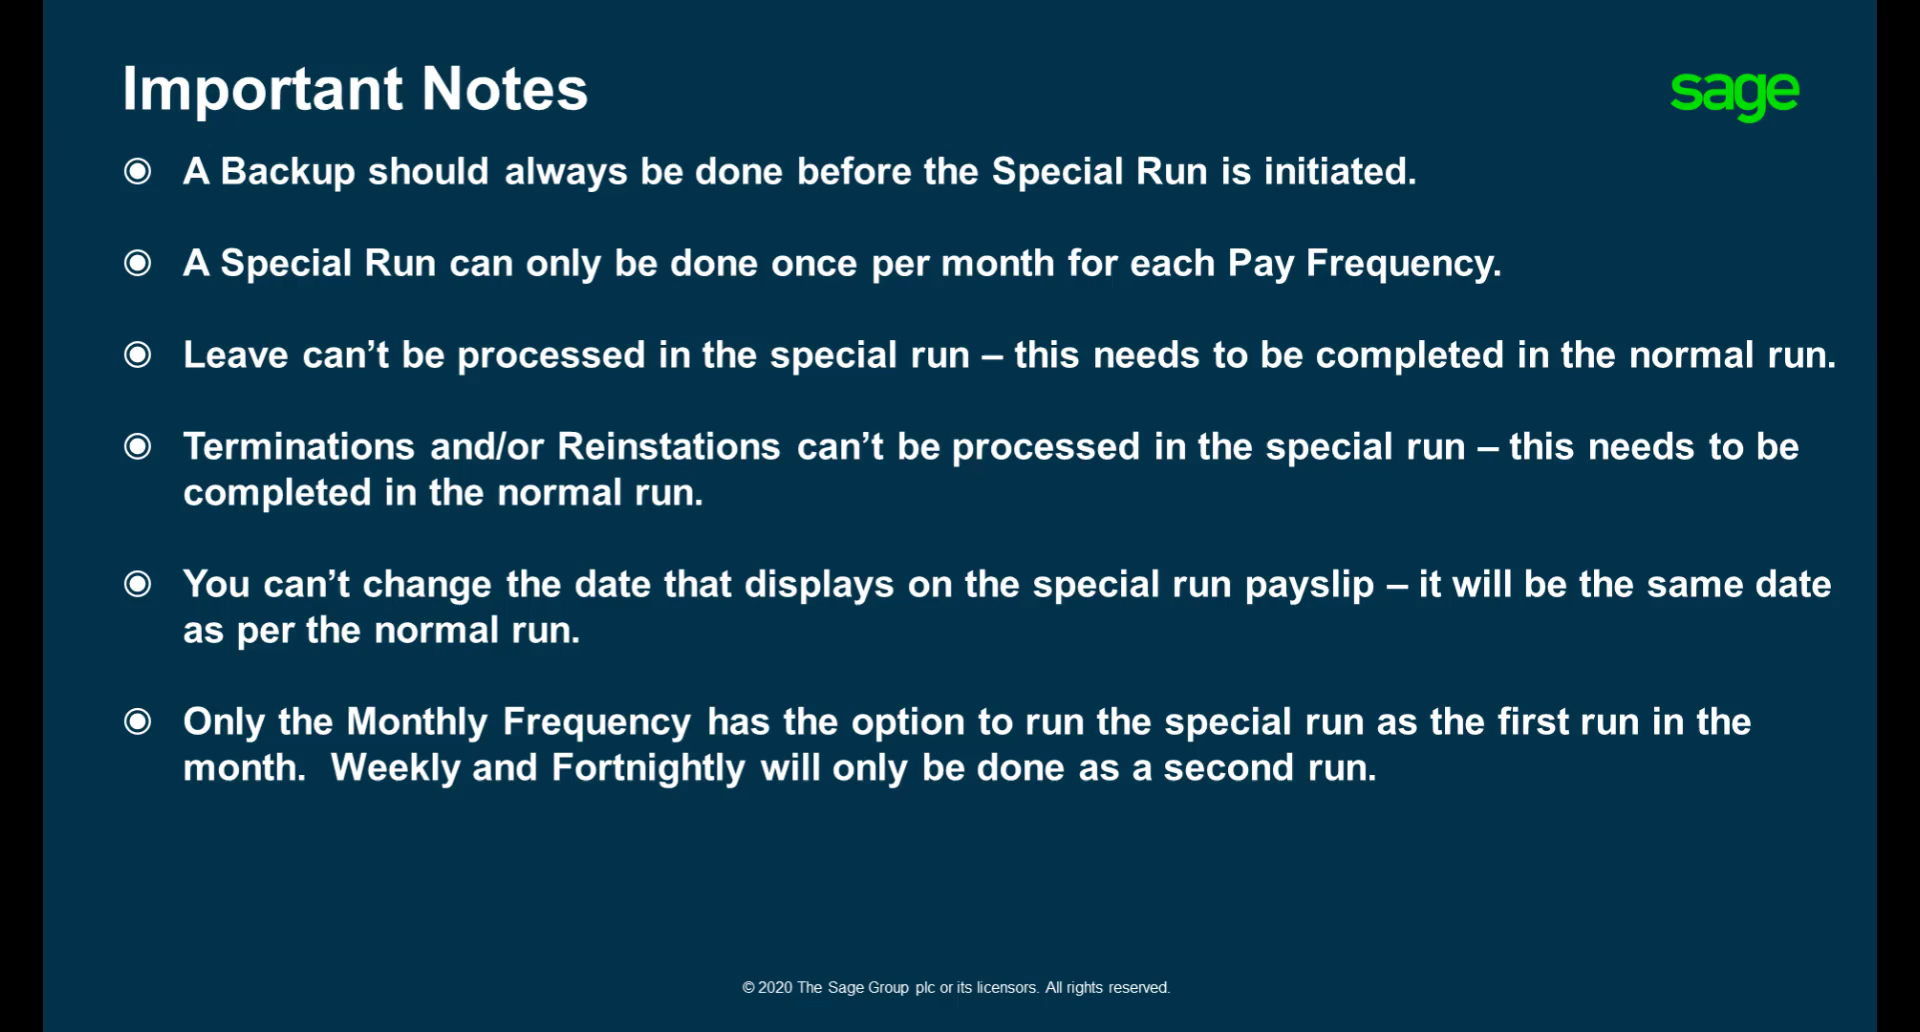 Important Notes
sage
◉ A Backup should always be done before the Special Run is initiated.
◉ A Special Run can only be done once per month for each Pay Frequency.
◉ Leave can’t be processed in the special run – this needs to be completed in the normal run.
◉ Terminations and/or Reinstations can’t be processed in the special run – this needs to be
completed in the normal run.
◉ You can’t change the date that displays on the special run payslip – it will be the same date
as per the normal run.
◉ Only the Monthly Frequency has the option to run the special run as the first run in the
month.  Weekly and Fortnightly will only be done as a second run.
© 2020 The Sage Group plc or its licensors. All rights reserved.